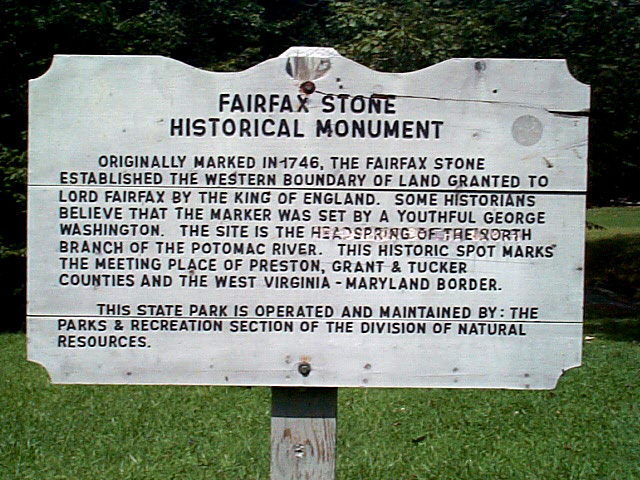 FAIRFAX STONE
HISTORICAL MONUMENT
ORIGINALLY MARKED IN 1746, THE FAIRFAX STONE
ESTABLISHED THE WESTERN BOUNDARY OF LAND GRANTED TO
LORD FAIRFAX BY THE KING OF ENGLAND. SOME HISTORIANS
BELIEVE THAT THE MARKER WAS SET BY A YOUTHFUL GEORGE
WASHINGTON. THE SITE IS THE HEADSPRING OF THE NORTH
BRANCH OF THE POTOMAC RIVER. THIS HISTORIC SPOT MARKS
THE MEETING PLACE OF PRESTON, GRANT & TUCKER
COUNTIES AND THE WEST VIRGINIA - MARYLAND BORDER.
THIS STATE PARK IS OPERATED AND MAINTAINED BY: THE
PARKS & RECREATION SECTION OF THE DIVISION OF NATURAL
RESOURCES.